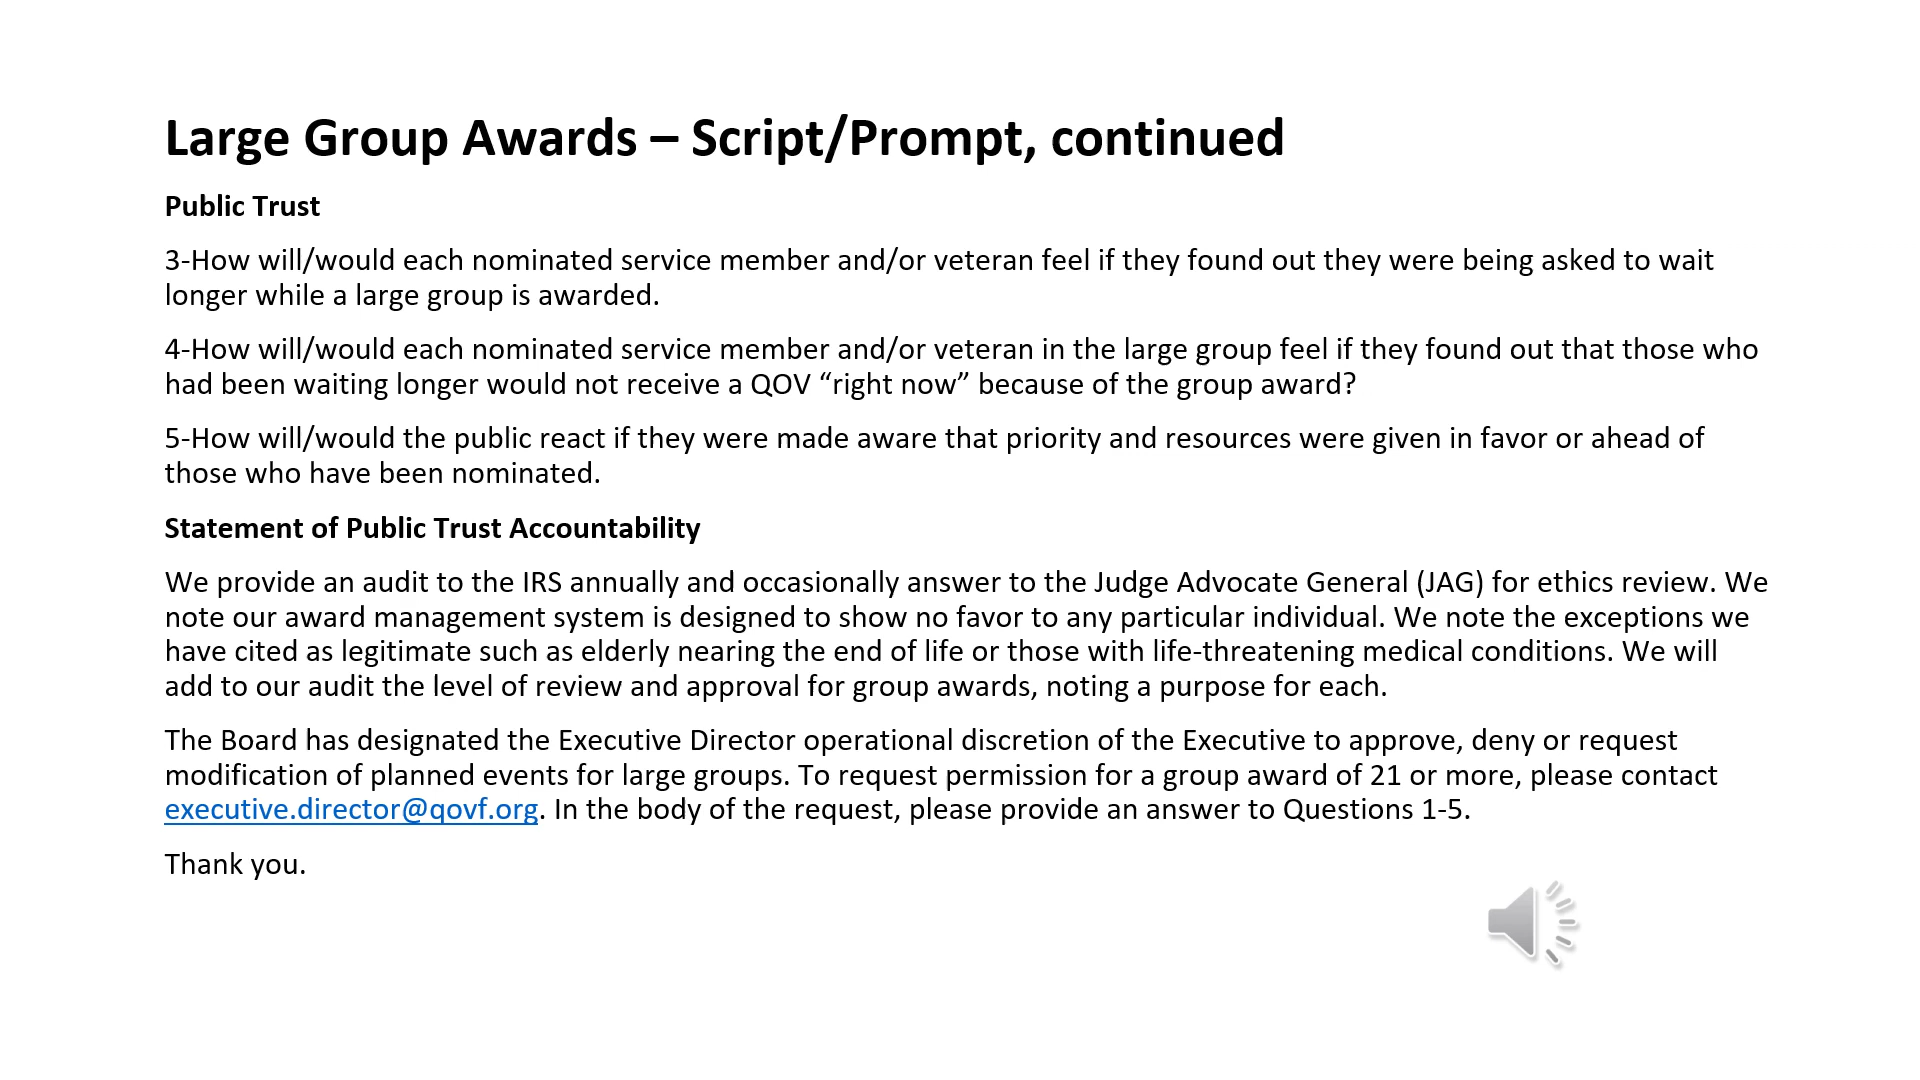 Large Group Awards – Script/Prompt, continued
Public Trust
3-How will/would each nominated service member and/or veteran feel if they found out they were being asked to wait
longer while a large group is awarded.
4-How will/would each nominated service member and/or veteran in the large group feel if they found out that those who
had been waiting longer would not receive a QOV “right now” because of the group award?
5-How will/would the public react if they were made aware that priority and resources were given in favor or ahead of
those who have been nominated.
Statement of Public Trust Accountability
We provide an audit to the IRS annually and occasionally answer to the Judge Advocate General (JAG) for ethics review. We
note our award management system is designed to show no favor to any particular individual. We note the exceptions we
have cited as legitimate such as elderly nearing the end of life or those with life-threatening medical conditions. We will
add to our audit the level of review and approval for group awards, noting a purpose for each.
The Board has designated the Executive Director operational discretion of the Executive to approve, deny or request
modification of planned events for large groups. To request permission for a group award of 21 or more, please contact
executive.director@qovf.org. In the body of the request, please provide an answer to Questions 1-5.
Thank you.